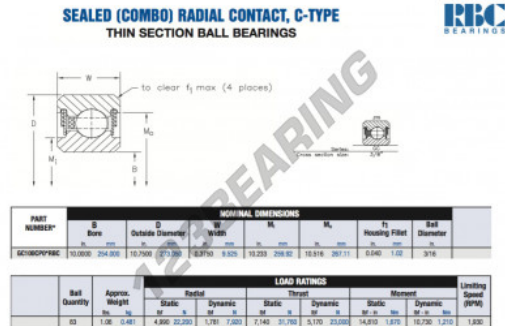 SEALED (COMBO) RADIAL CONTACT, C-TYPE
THIN SECTION BALL BEARINGS
RBC
BEARINGS
W
to clear f1 max (4 places)
D
Mo
Mi
B
Cross section size: 3/8"
123BEARING
NOMINAL DIMENSIONS
PART NUMBER* B Bore D Outside Diameter W Width Mi Mo f1 Housing Fillet Ball Diameter
in. mm in. mm in. mm in. mm in. mm in. mm in.
10.0000 254.000 10.7500 273.050 0.3750 9.525 10.233 259.92 10.516 267.11 0.040 1.02 3/16
LOAD RATINGS
Ball Quantity Approx. Weight Radial Thrust Moment Limiting Speed (RPM)
Static Dynamic Static Dynamic Static Dynamic
lbs. kg lbf N lbf N lbf N lbf N lbf - in Nm lbf - in Nm
63 1.06 0.481 4,990 22,200 1,781 7,920 7,140 31,760 5,170 23,000 14,810 1,670 10,730 1,210 1,930